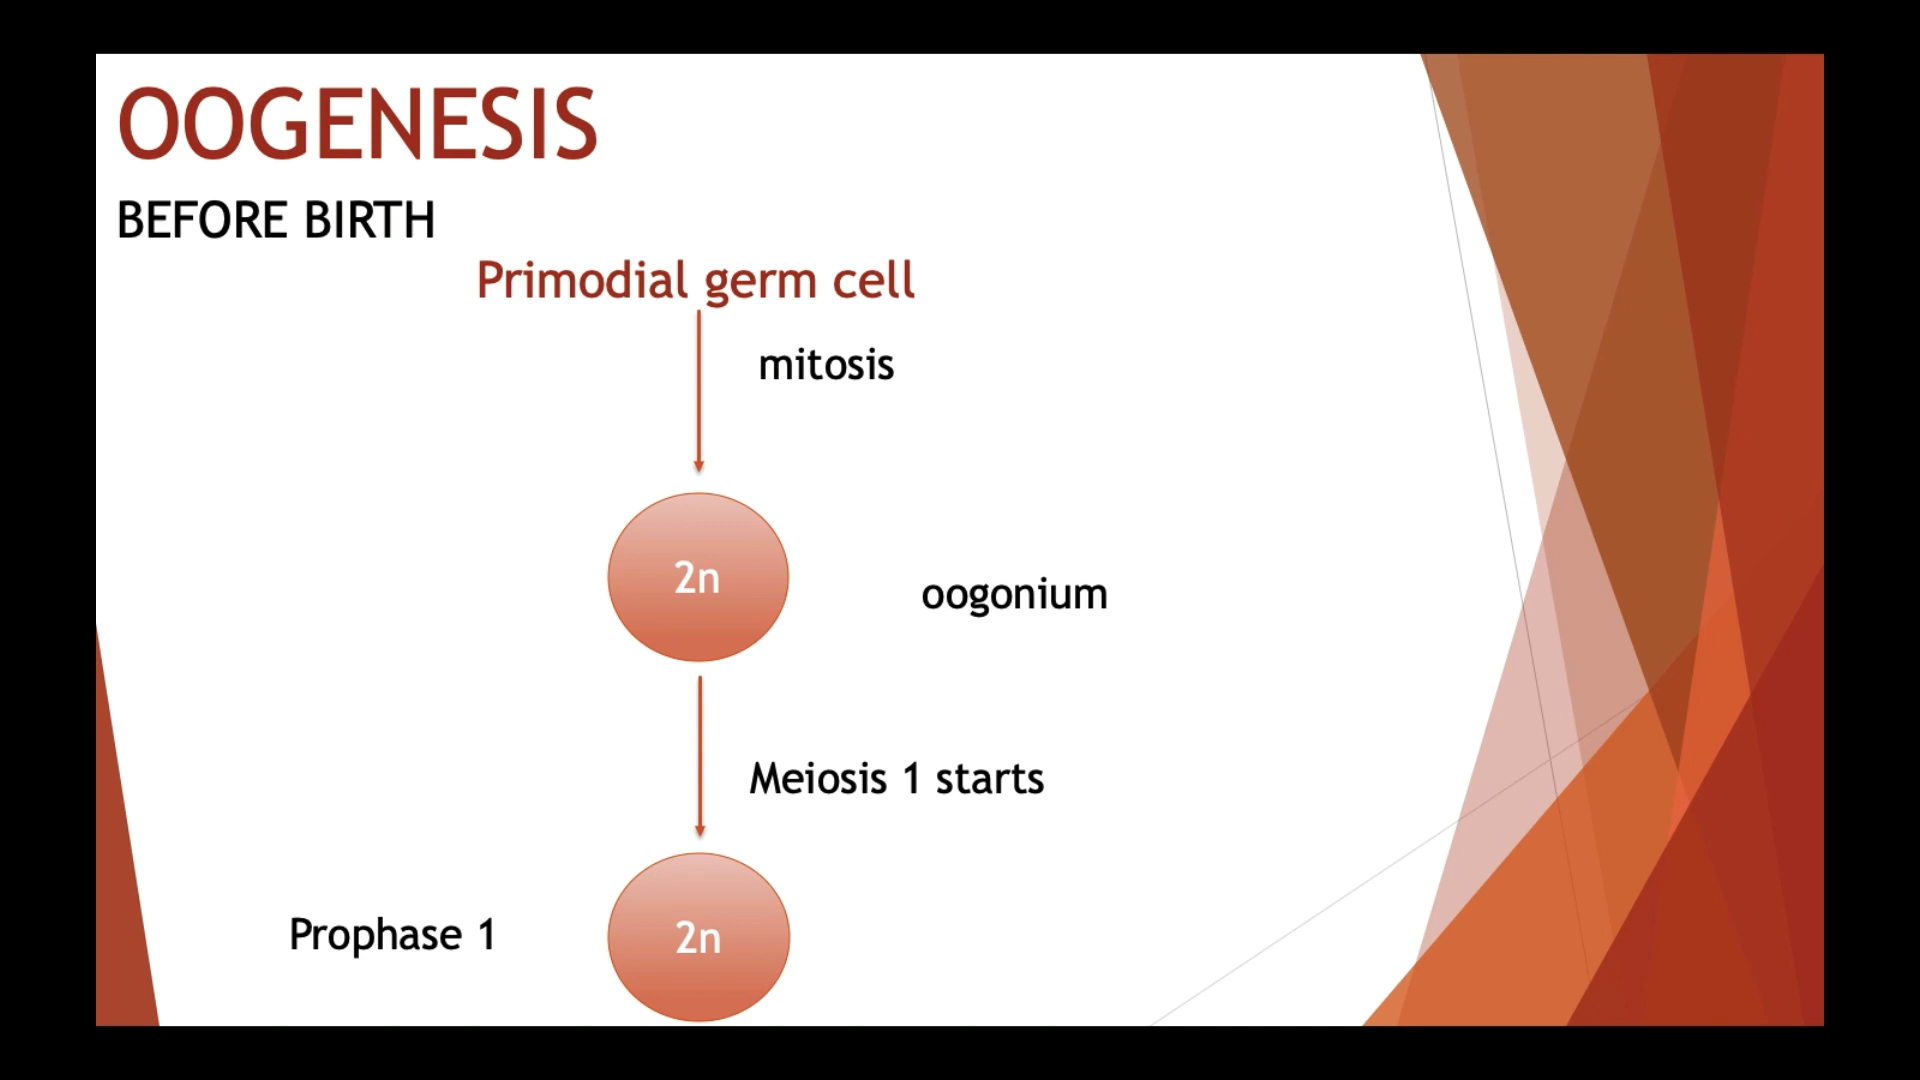 OOGENESIS
BEFORE BIRTH
Primodial germ cell
mitosis
2n
oogonium
Meiosis 1 starts
Prophase 1
2n